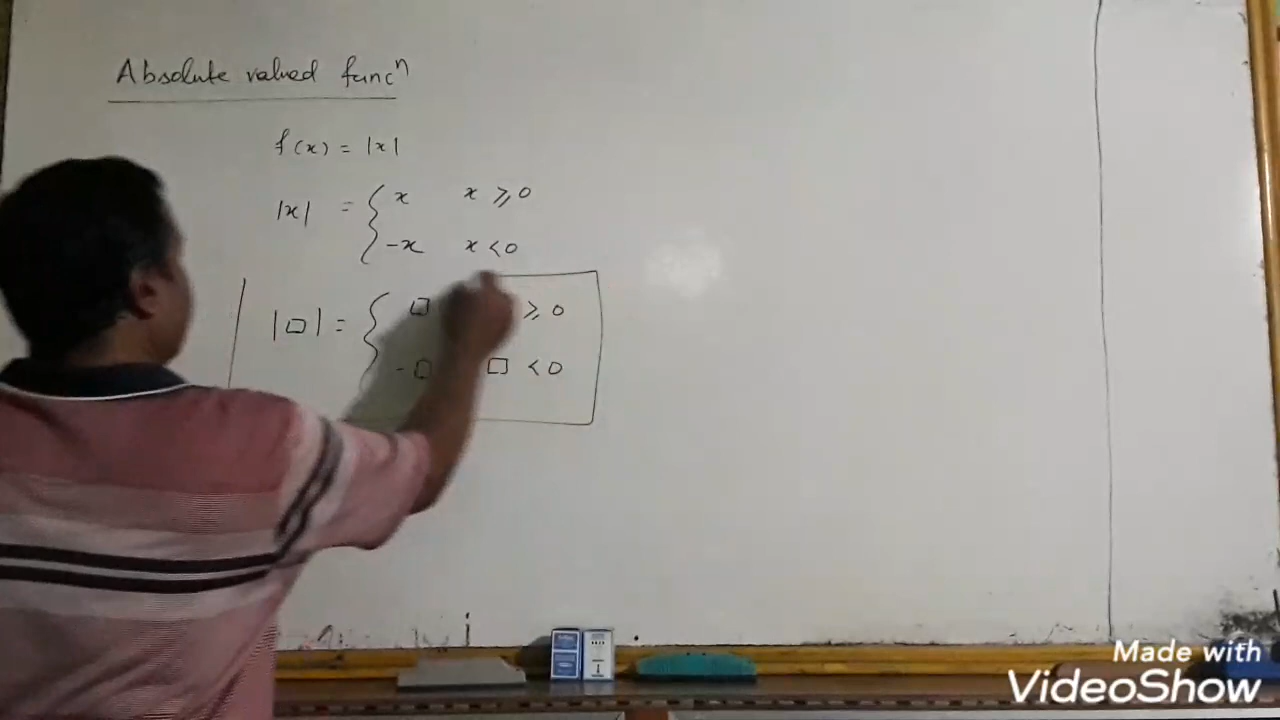 Absolute valued funcⁿ
f(x) = |x|
|x| = { x x ⩾ 0
-x x < 0
|□| = { □ ⩾ 0
-□ □ < 0
Made with
VideoShow